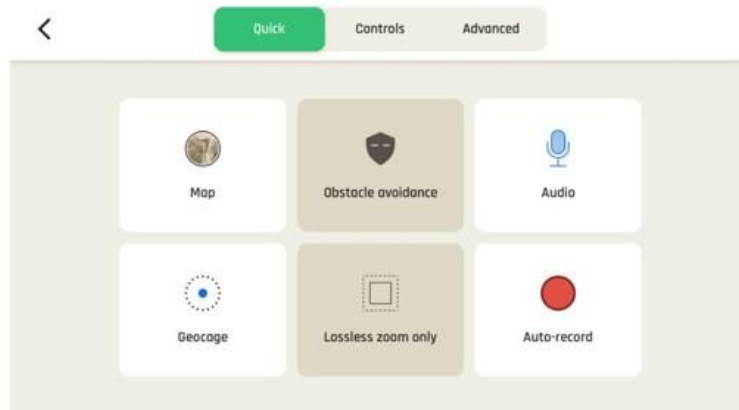 Quick
Controls
Advanced
Map
Obstacle avoidance
Audio
Geocage
Lossless zoom only
Auto-record